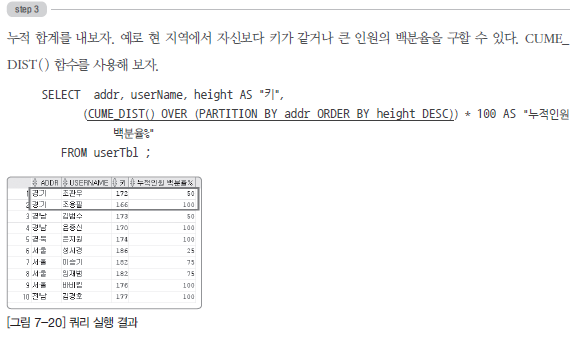 step 3
누적 합계를 내보자. 예로 현 지역에서 자신보다 키가 같거나 큰 인원의 백분율을 구할 수 있다. CUME_
DIST() 함수를 사용해 보자.
SELECT addr, userName, height AS "키",
(CUME_DIST() OVER (PARTITION BY addr ORDER BY height DESC)) * 100 AS "누적인원
백분율%"
FROM userTbl ;
ADDR USERNAME 키 누적인원 백분율%
1 경기 조관우 172 50
2 경기 조용필 166 100
3 경남 김범수 173 50
4 경남 윤종신 170 100
5 경북 은지원 174 100
6 서울 성시경 186 25
7 서울 이승기 182 75
8 서울 임재범 182 75
9 서울 바비킴 176 100
10 전남 김경호 177 100
[그림 7-20] 쿼리 실행 결과